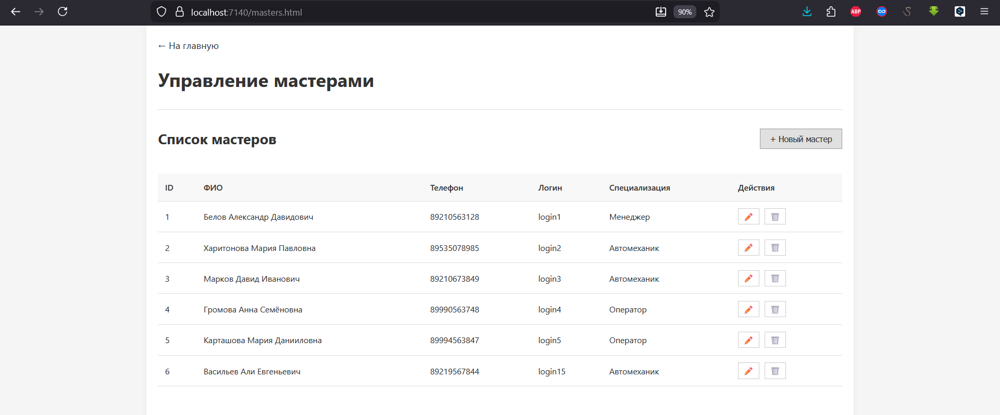 localhost:7140/masters.html 90% ABP
← На главную
Управление мастерами
Список мастеров + Новый мастер
ID ФИО Телефон Логин Специализация Действия
1 Белов Александр Давидович 89210563128 login1 Менеджер
2 Харитонова Мария Павловна 89535078985 login2 Автомеханик
3 Марков Давид Иванович 89210673849 login3 Автомеханик
4 Громова Анна Семёновна 89990563748 login4 Оператор
5 Карташова Мария Данииловна 89994563847 login5 Оператор
6 Васильев Али Евгеньевич 89219567844 login15 Автомеханик